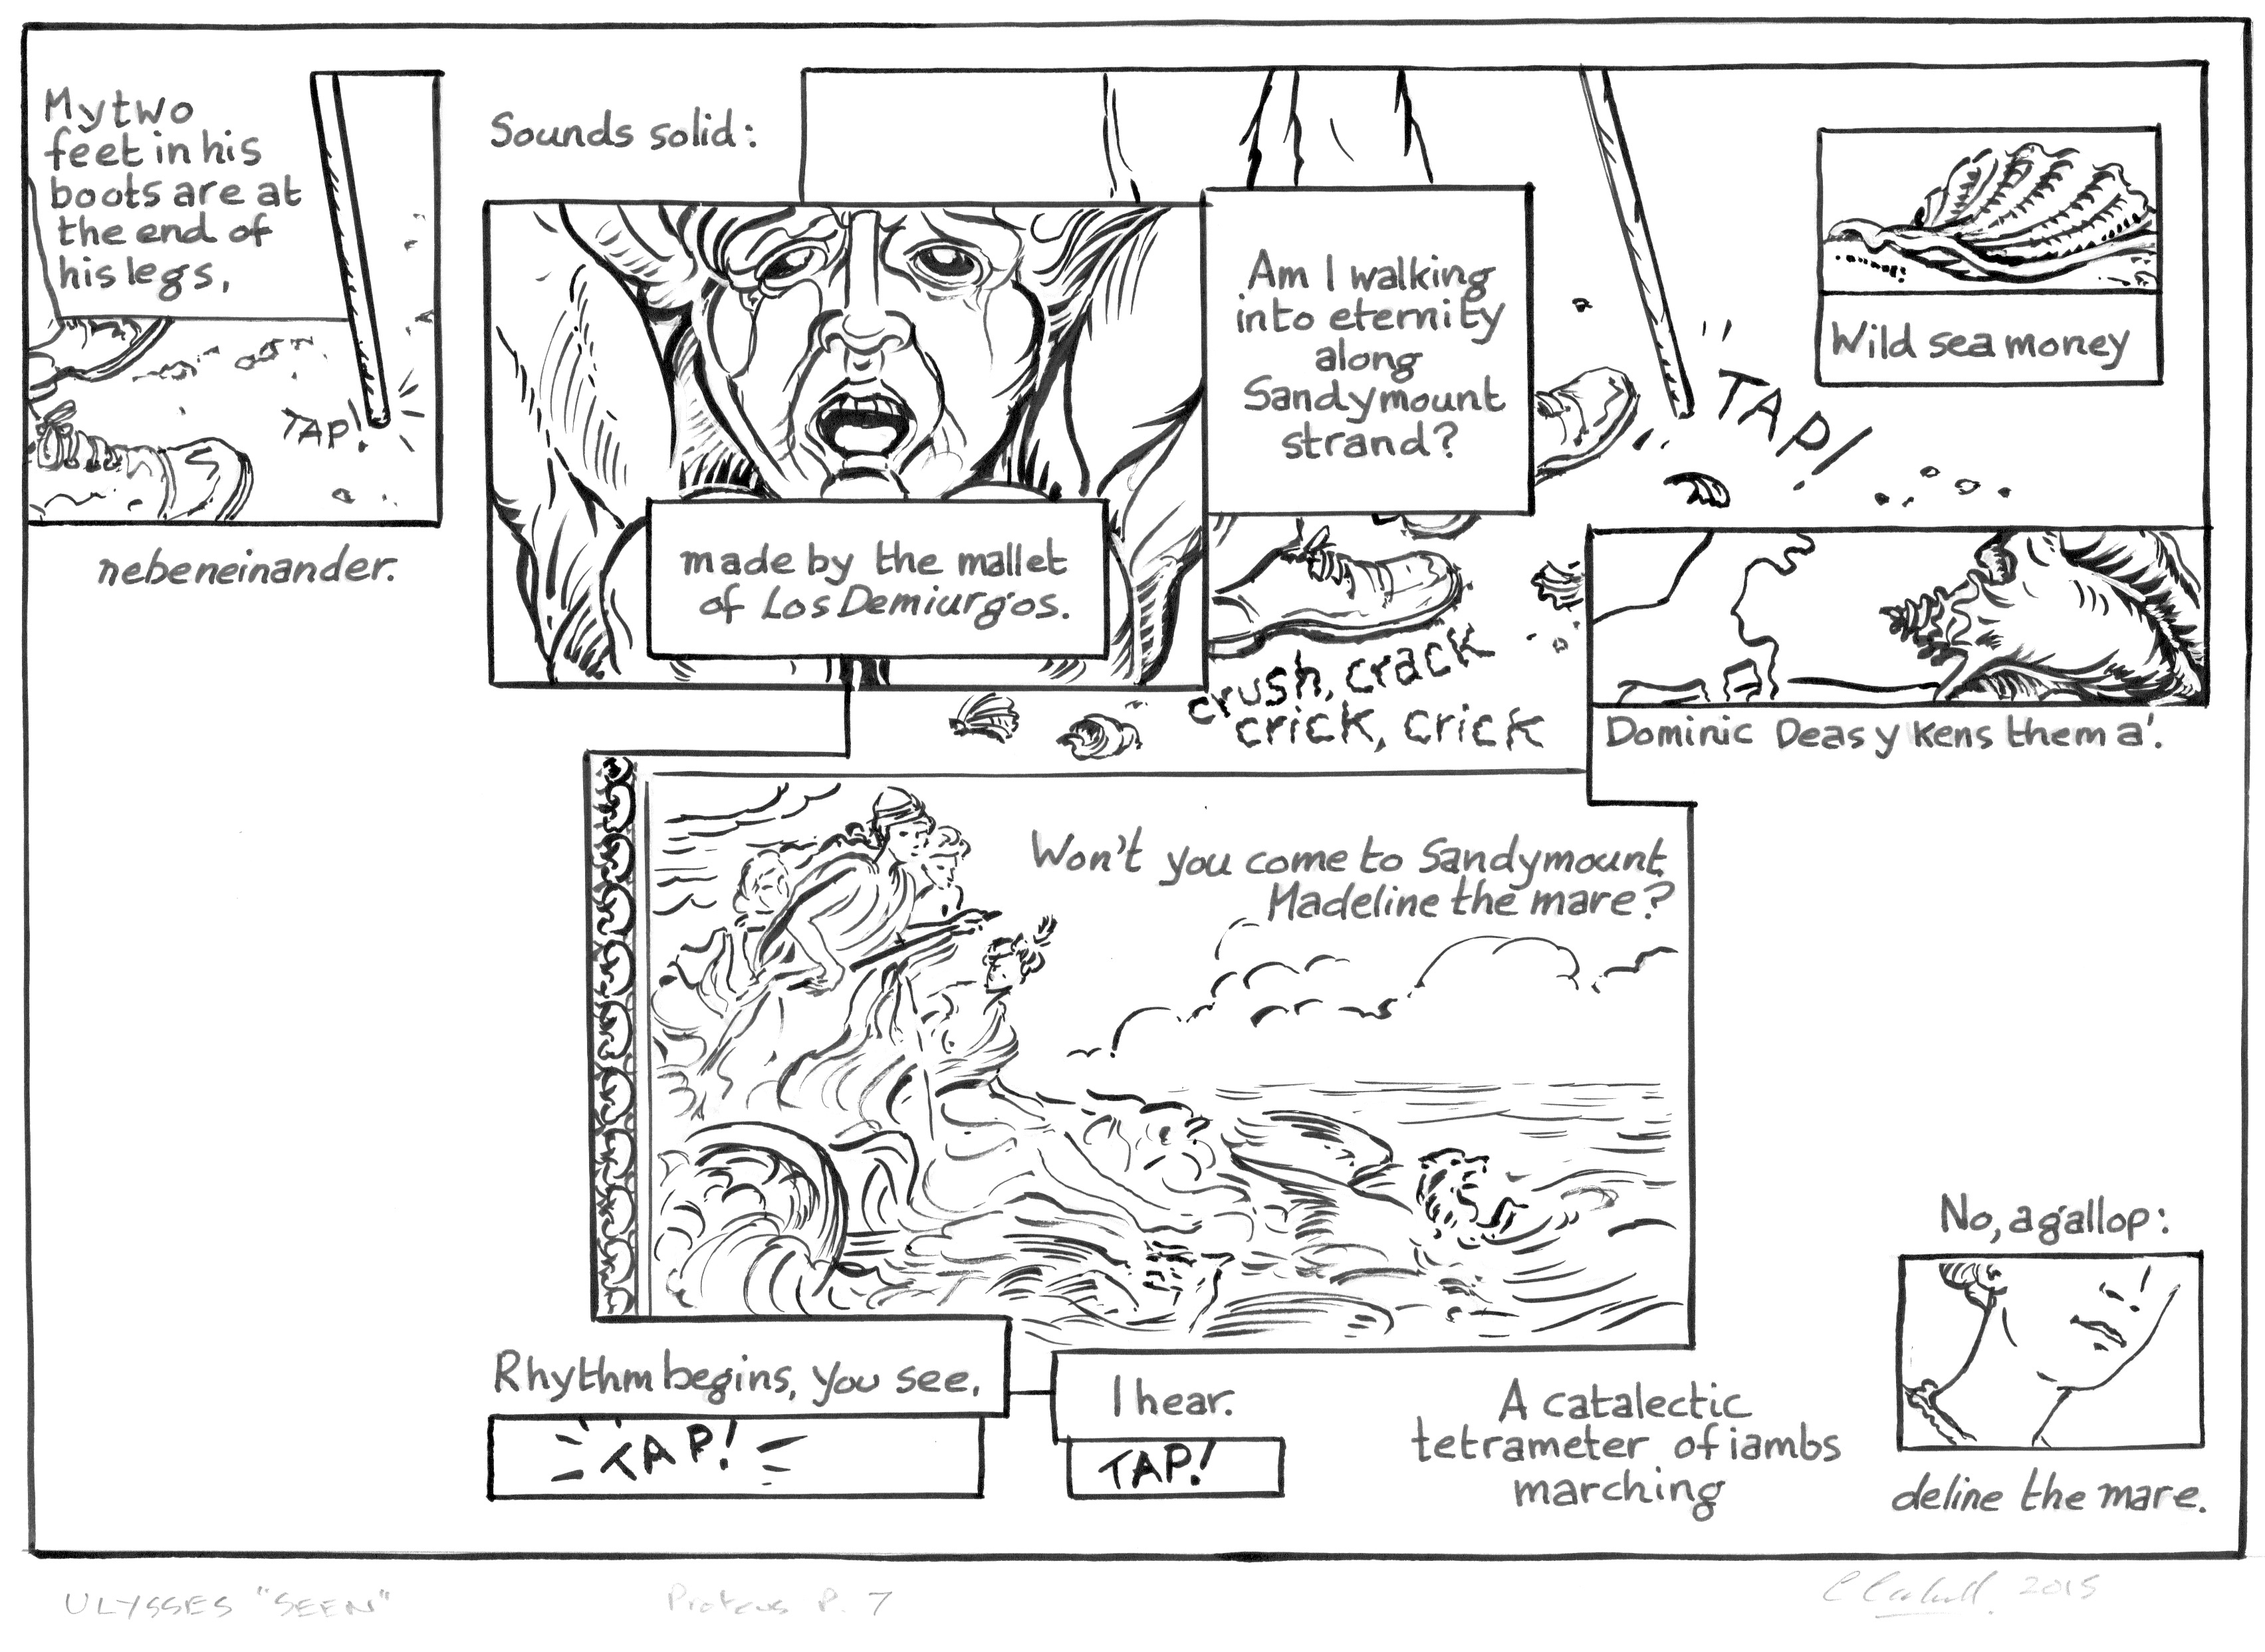 My two
feet in his
boots are at
the end of
his legs,
TAP!
nebeneinander.
Sounds solid:
made by the mallet
of Los Demiurgos.
Am I walking
into eternity
along
Sandymount
strand?
TAP!
Wild sea money
crush, crack
crick, crick
Dominic Deasy kens them a'.
Won't you come to Sandymount
Madeline the mare?
Rhythm begins, you see.
TAP!
I hear.
TAP!
A catalectic
tetrameter of iambs
marching
No, agallop:
deline the mare.
ULYSSES "SEEN"
Proteus P. 7
2015